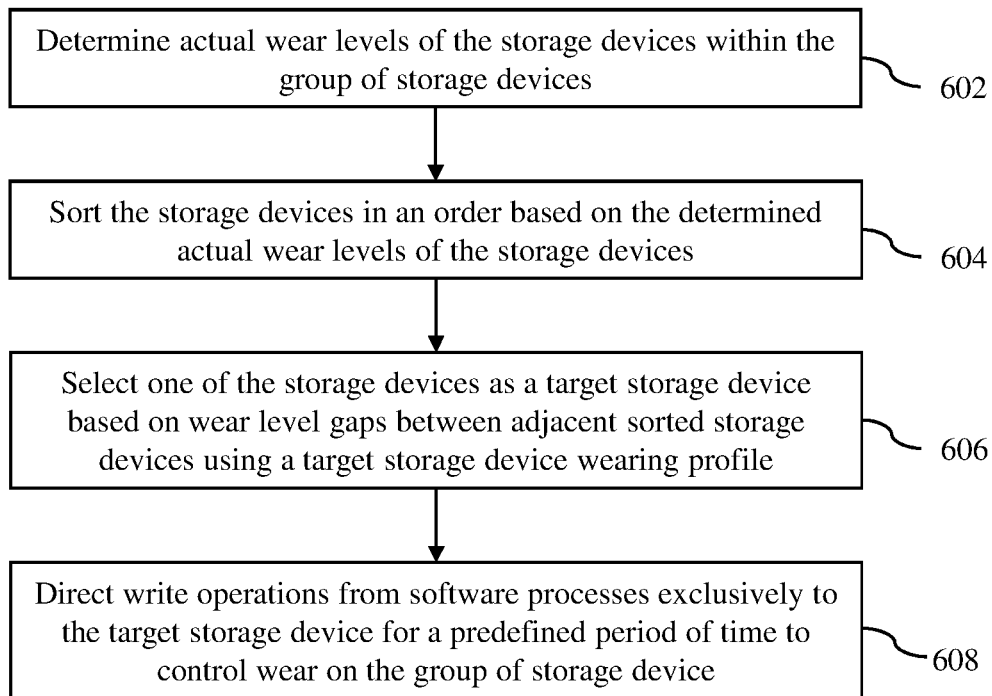 Determine actual wear levels of the storage devices within the
group of storage devices
602
Sort the storage devices in an order based on the determined
actual wear levels of the storage devices
604
Select one of the storage devices as a target storage device
based on wear level gaps between adjacent sorted storage
devices using a target storage device wearing profile
606
Direct write operations from software processes exclusively to
the target storage device for a predefined period of time to
control wear on the group of storage device
608